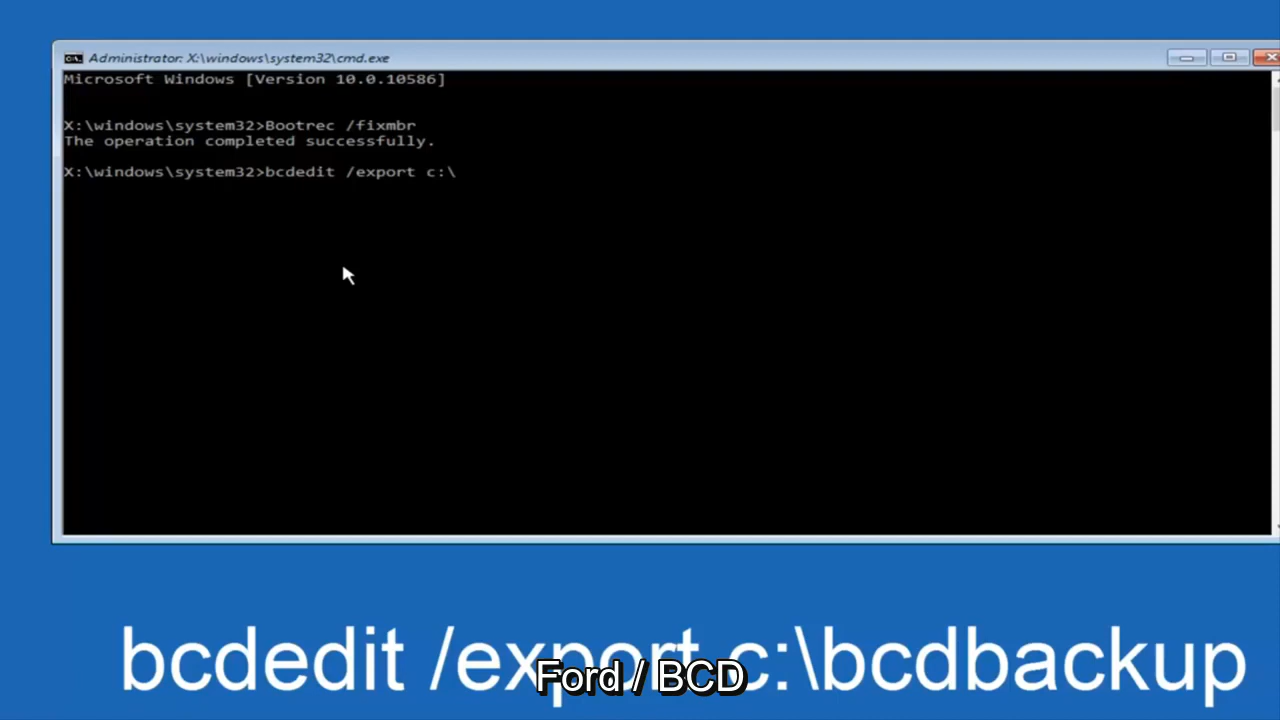 Administrator: X:\windows\system32\cmd.exe
Microsoft Windows [Version 10.0.10586]
X:\windows\system32>Bootrec /fixmbr
The operation completed successfully.
X:\windows\system32>bcdedit /export c:\
bcdedit /export c:\bcdbackup
Ford / BCD